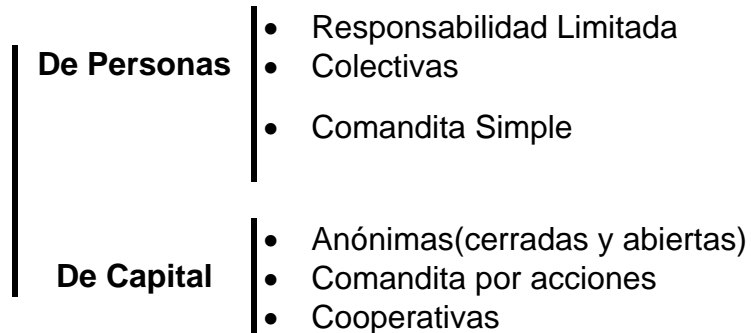 • Responsabilidad Limitada
De Personas • Colectivas
• Comandita Simple
• Anónimas(cerradas y abiertas)
De Capital • Comandita por acciones
• Cooperativas